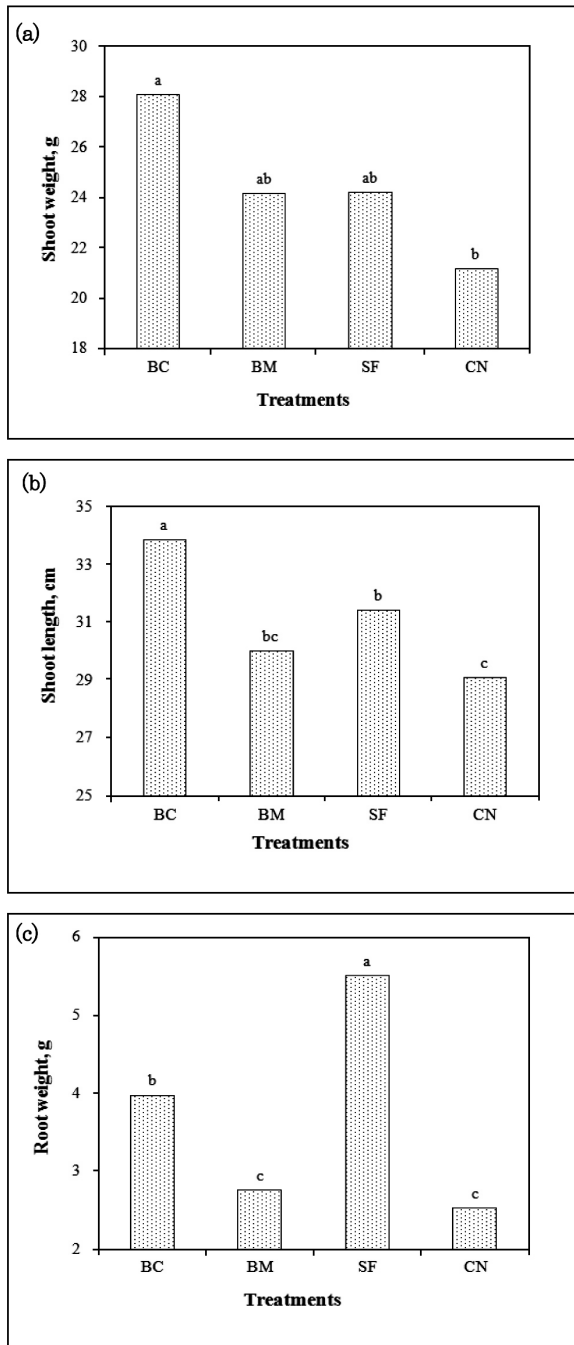 (a)
30
28
26
24
22
20
18
Shoot weight, g
a
ab
ab
b
BC BM SF CN
Treatments
(b)
35
33
31
29
27
25
Shoot length, cm
a
bc
b
c
BC BM SF CN
Treatments
(c)
6
5
4
3
2
Root weight, g
b
c
a
c
BC BM SF CN
Treatments